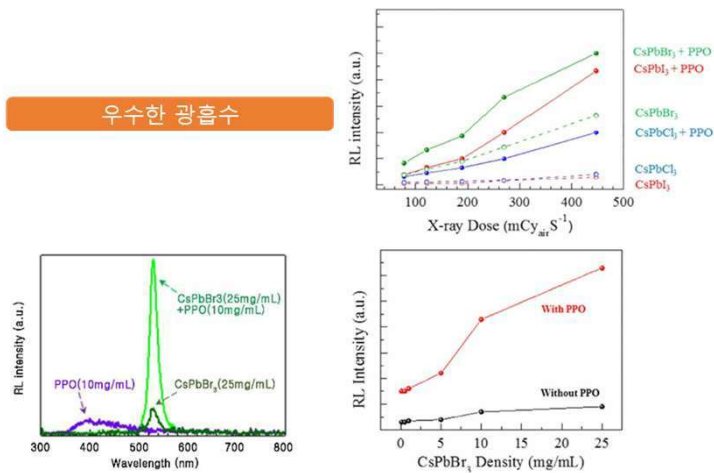 우수한 광흡수
RL intensity (a.u.)
CsPbBr₃ + PPO
CsPbI₃ + PPO
CsPbBr₃
CsPbCl₃ + PPO
CsPbCl₃
CsPbI₃
0 100 200 300 400 500
X-ray Dose (mCy_air S⁻¹)
RL Intensity (a.u.)
CsPbBr3(25mg/mL)
+PPO(10mg/mL)
PPO(10mg/mL)
CsPbBr₃(25mg/mL)
300 400 500 600 700 800
Wavelength (nm)
RL Intensity (a.u.)
With PPO
Without PPO
0 5 10 15 20 25
CsPbBr₃ Density (mg/mL)